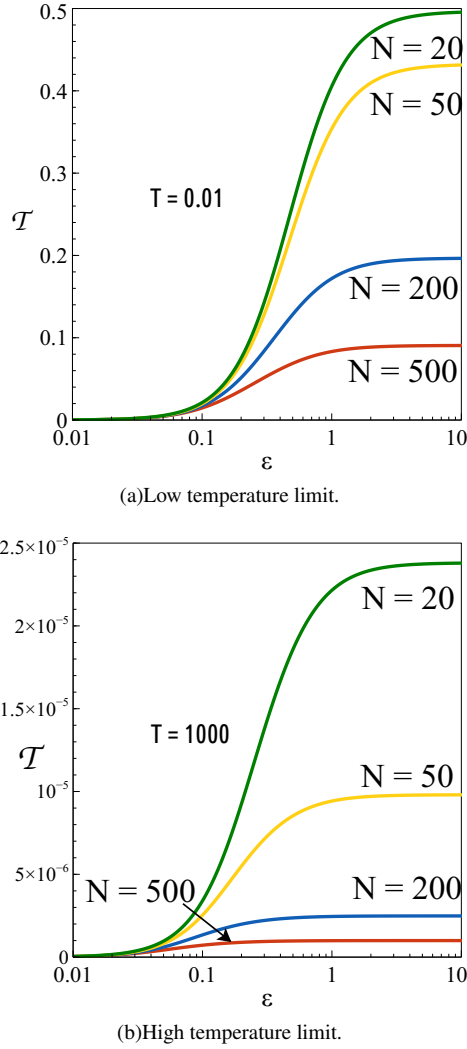 0.5
N = 20
N = 50
0.4
0.3
T = 0.01
𝒯
0.2
N = 200
0.1
N = 500
0
0.01
0.1
1
10
ε
(a)Low temperature limit.
2.5×10⁻⁵
N = 20
2×10⁻⁵
1.5×10⁻⁵
T = 1000
𝒯
10⁻⁵
N = 50
5×10⁻⁶
N = 500
N = 200
0
0.01
0.1
1
10
ε
(b)High temperature limit.